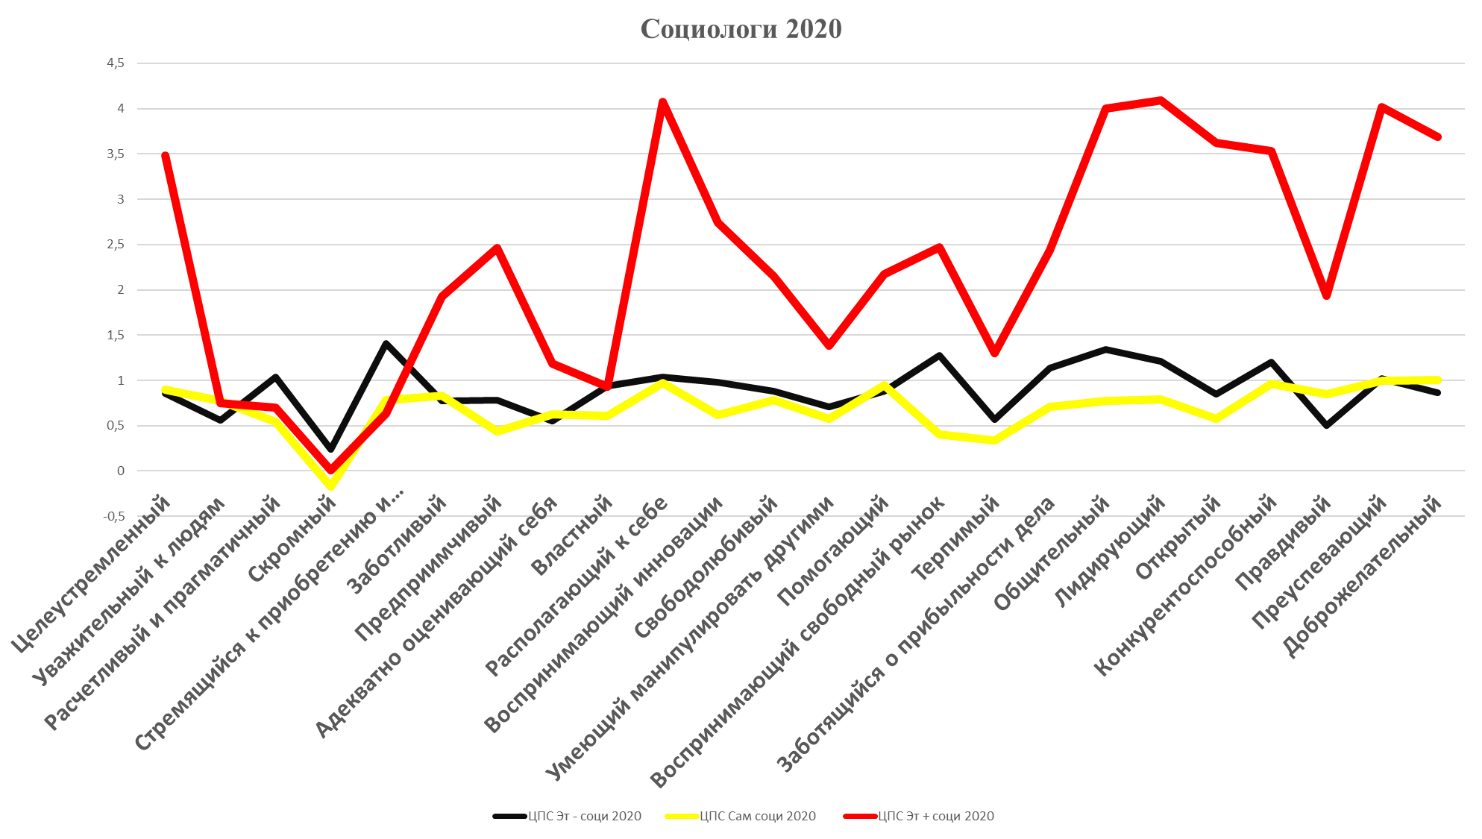 Социологи 2020
4,5
4
3,5
3
2,5
2
1,5
1
0,5
0
-0,5
Целеустремленный
Уважительный к людям
Расчетливый и прагматичный
Скромный
Стремящийся к приобретению и...
Заботливый
Предпримчивый
Адекватно оценивающий себя
Властный
Располагающий к себе
Воспринимающий инновации
Свободолюбивый
Умеющий манипулировать другими
Помогающий
Воспринимающий свободный рынок
Терпимый
Заботящийся о прибыльности дела
Общительный
Лидирующий
Открытый
Конкурентоспособный
Правдивый
Преуспевающий
Доброжелательный
ЦПС Эт - соци 2020
ЦПС Сам соци 2020
ЦПС Эт + соци 2020